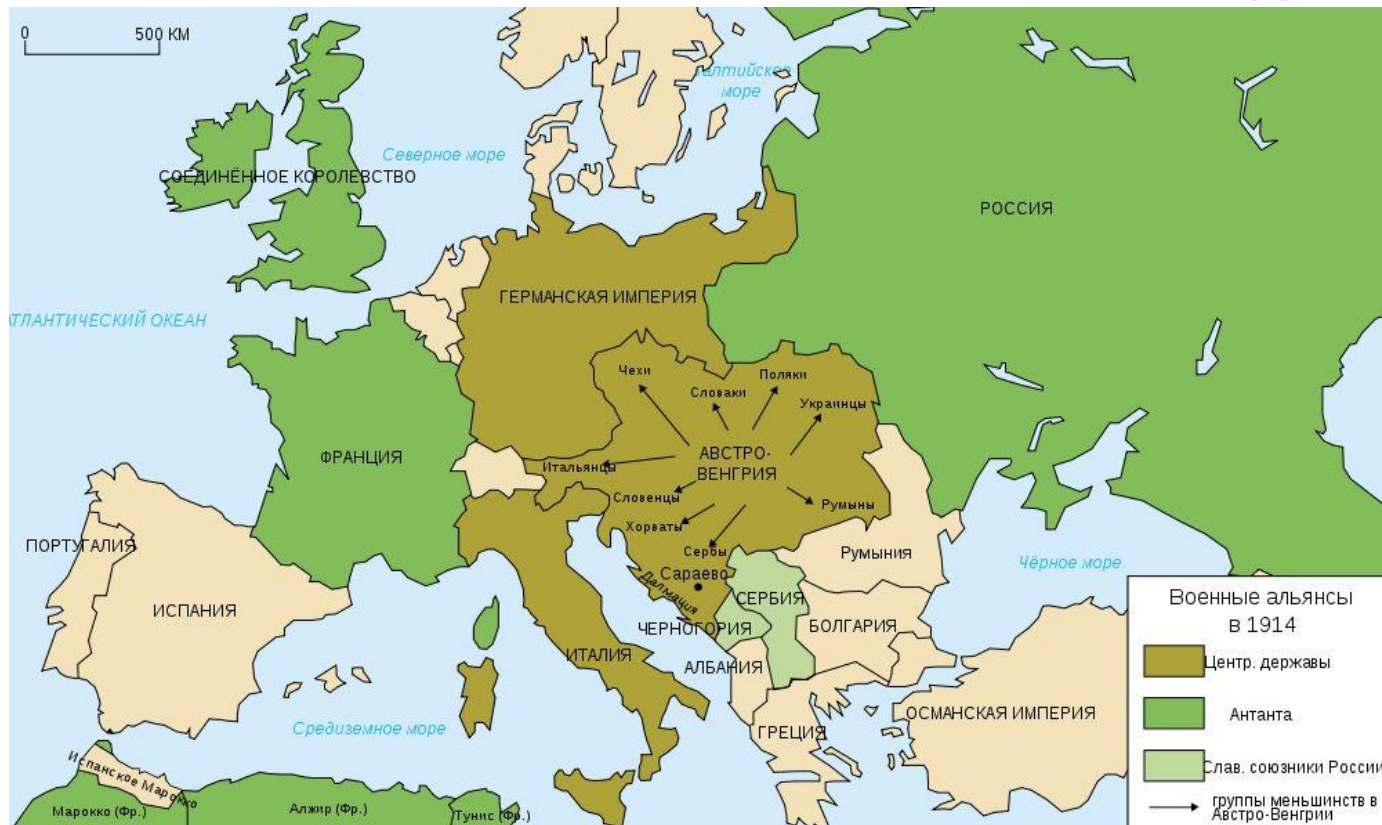 0 500 КМ
Балтийское
море
Северное море
СОЕДИНЁННОЕ КОРОЛЕВСТВО
РОССИЯ
ГЕРМАНСКАЯ ИМПЕРИЯ
АТЛАНТИЧЕСКИЙ ОКЕАН
Чехи
Поляки
Словаки
Украинцы
ФРАНЦИЯ
АВСТРО-
ВЕНГРИЯ
Итальянцы
Словенцы
Румыны
Хорваты
ПОРТУГАЛИЯ
Сербы
Румыния
Чёрное море
Сараево
Далмация
СЕРБИЯ
ИСПАНИЯ
ЧЕРНОГОРИЯ
БОЛГАРИЯ
ИТАЛИЯ
АЛБАНИЯ
Средиземное море
ГРЕЦИЯ
ОСМАНСКАЯ ИМПЕРИЯ
Испанское Марокко
Марокко (Фр.)
Алжир (Фр.)
Тунис (Фр.)
Военные альянсы
в 1914
Центр. державы
Антанта
Слав. союзники России
группы меньшинств в
Австро-Венгрии